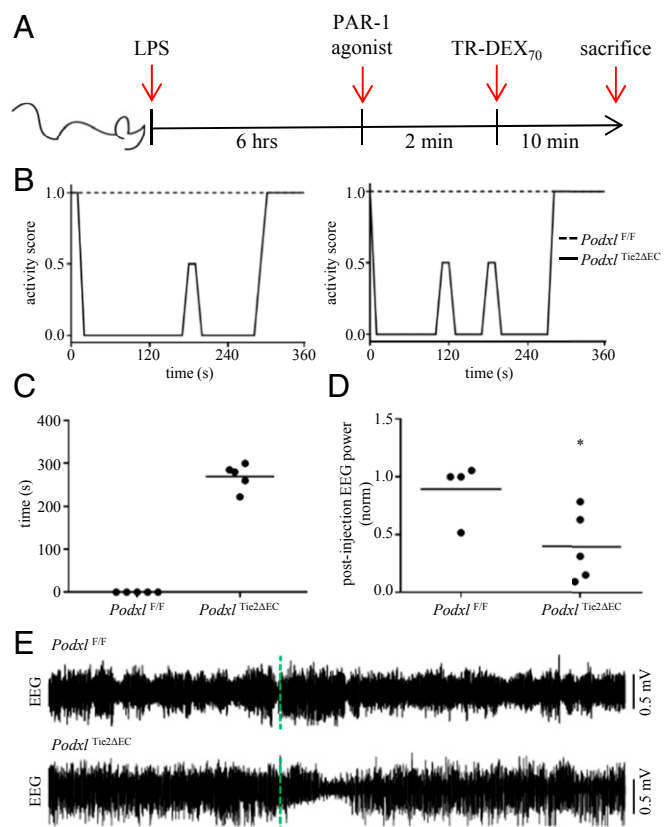 A
LPS
PAR-1
agonist
TR-DEX70
sacrifice
6 hrs
2 min
10 min
B
activity score
1.0
0.5
0.0
0
120
240
360
time (s)
activity score
1.0
0.5
0.0
0
120
240
360
time (s)
Podxl F/F
Podxl Tie2ΔEC
C
time (s)
400
300
200
100
0
Podxl F/F
Podxl Tie2ΔEC
D
post-injection EEG power
(norm)
1.5
1.0
0.5
0.0
*
Podxl F/F
Podxl Tie2ΔEC
E
Podxl F/F
EEG
0.5 mV
Podxl Tie2ΔEC
EEG
0.5 mV